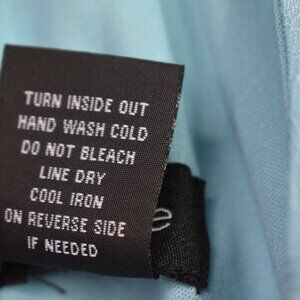 TURN INSIDE OUT
HAND WASH COLD
DO NOT BLEACH
LINE DRY
COOL IRON
ON REVERSE SIDE
IF NEEDED
e